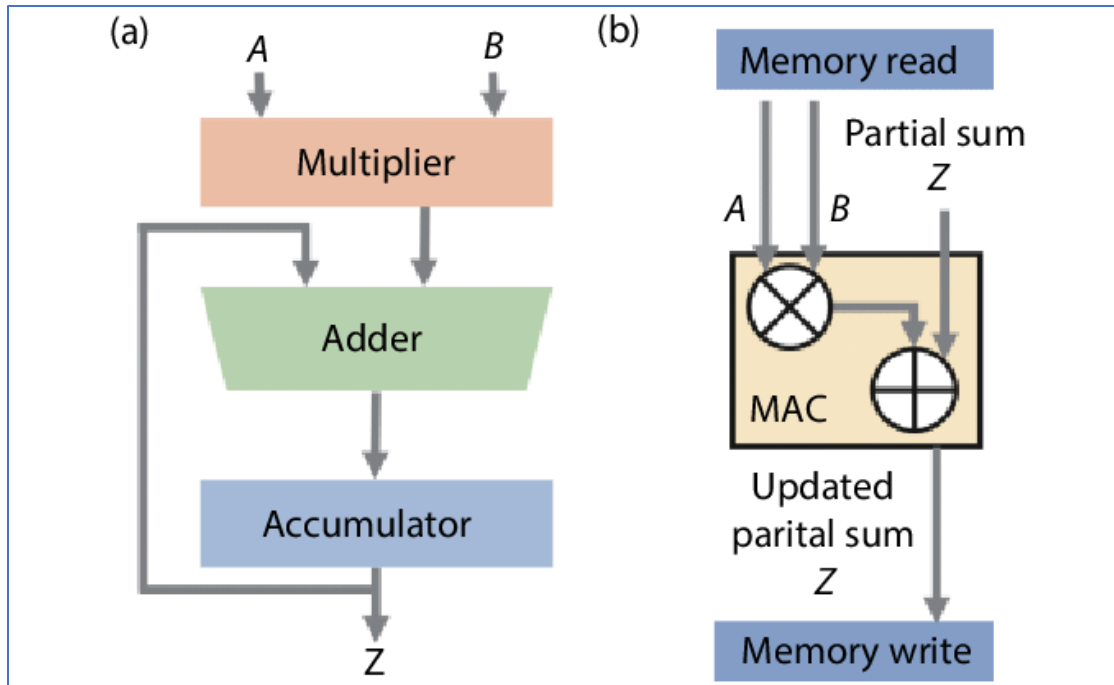 (a)
A
B
Multiplier
Adder
Accumulator
Z
(b)
Memory read
Partial sum
Z
A
B
MAC
Updated
parital sum
Z
Memory write